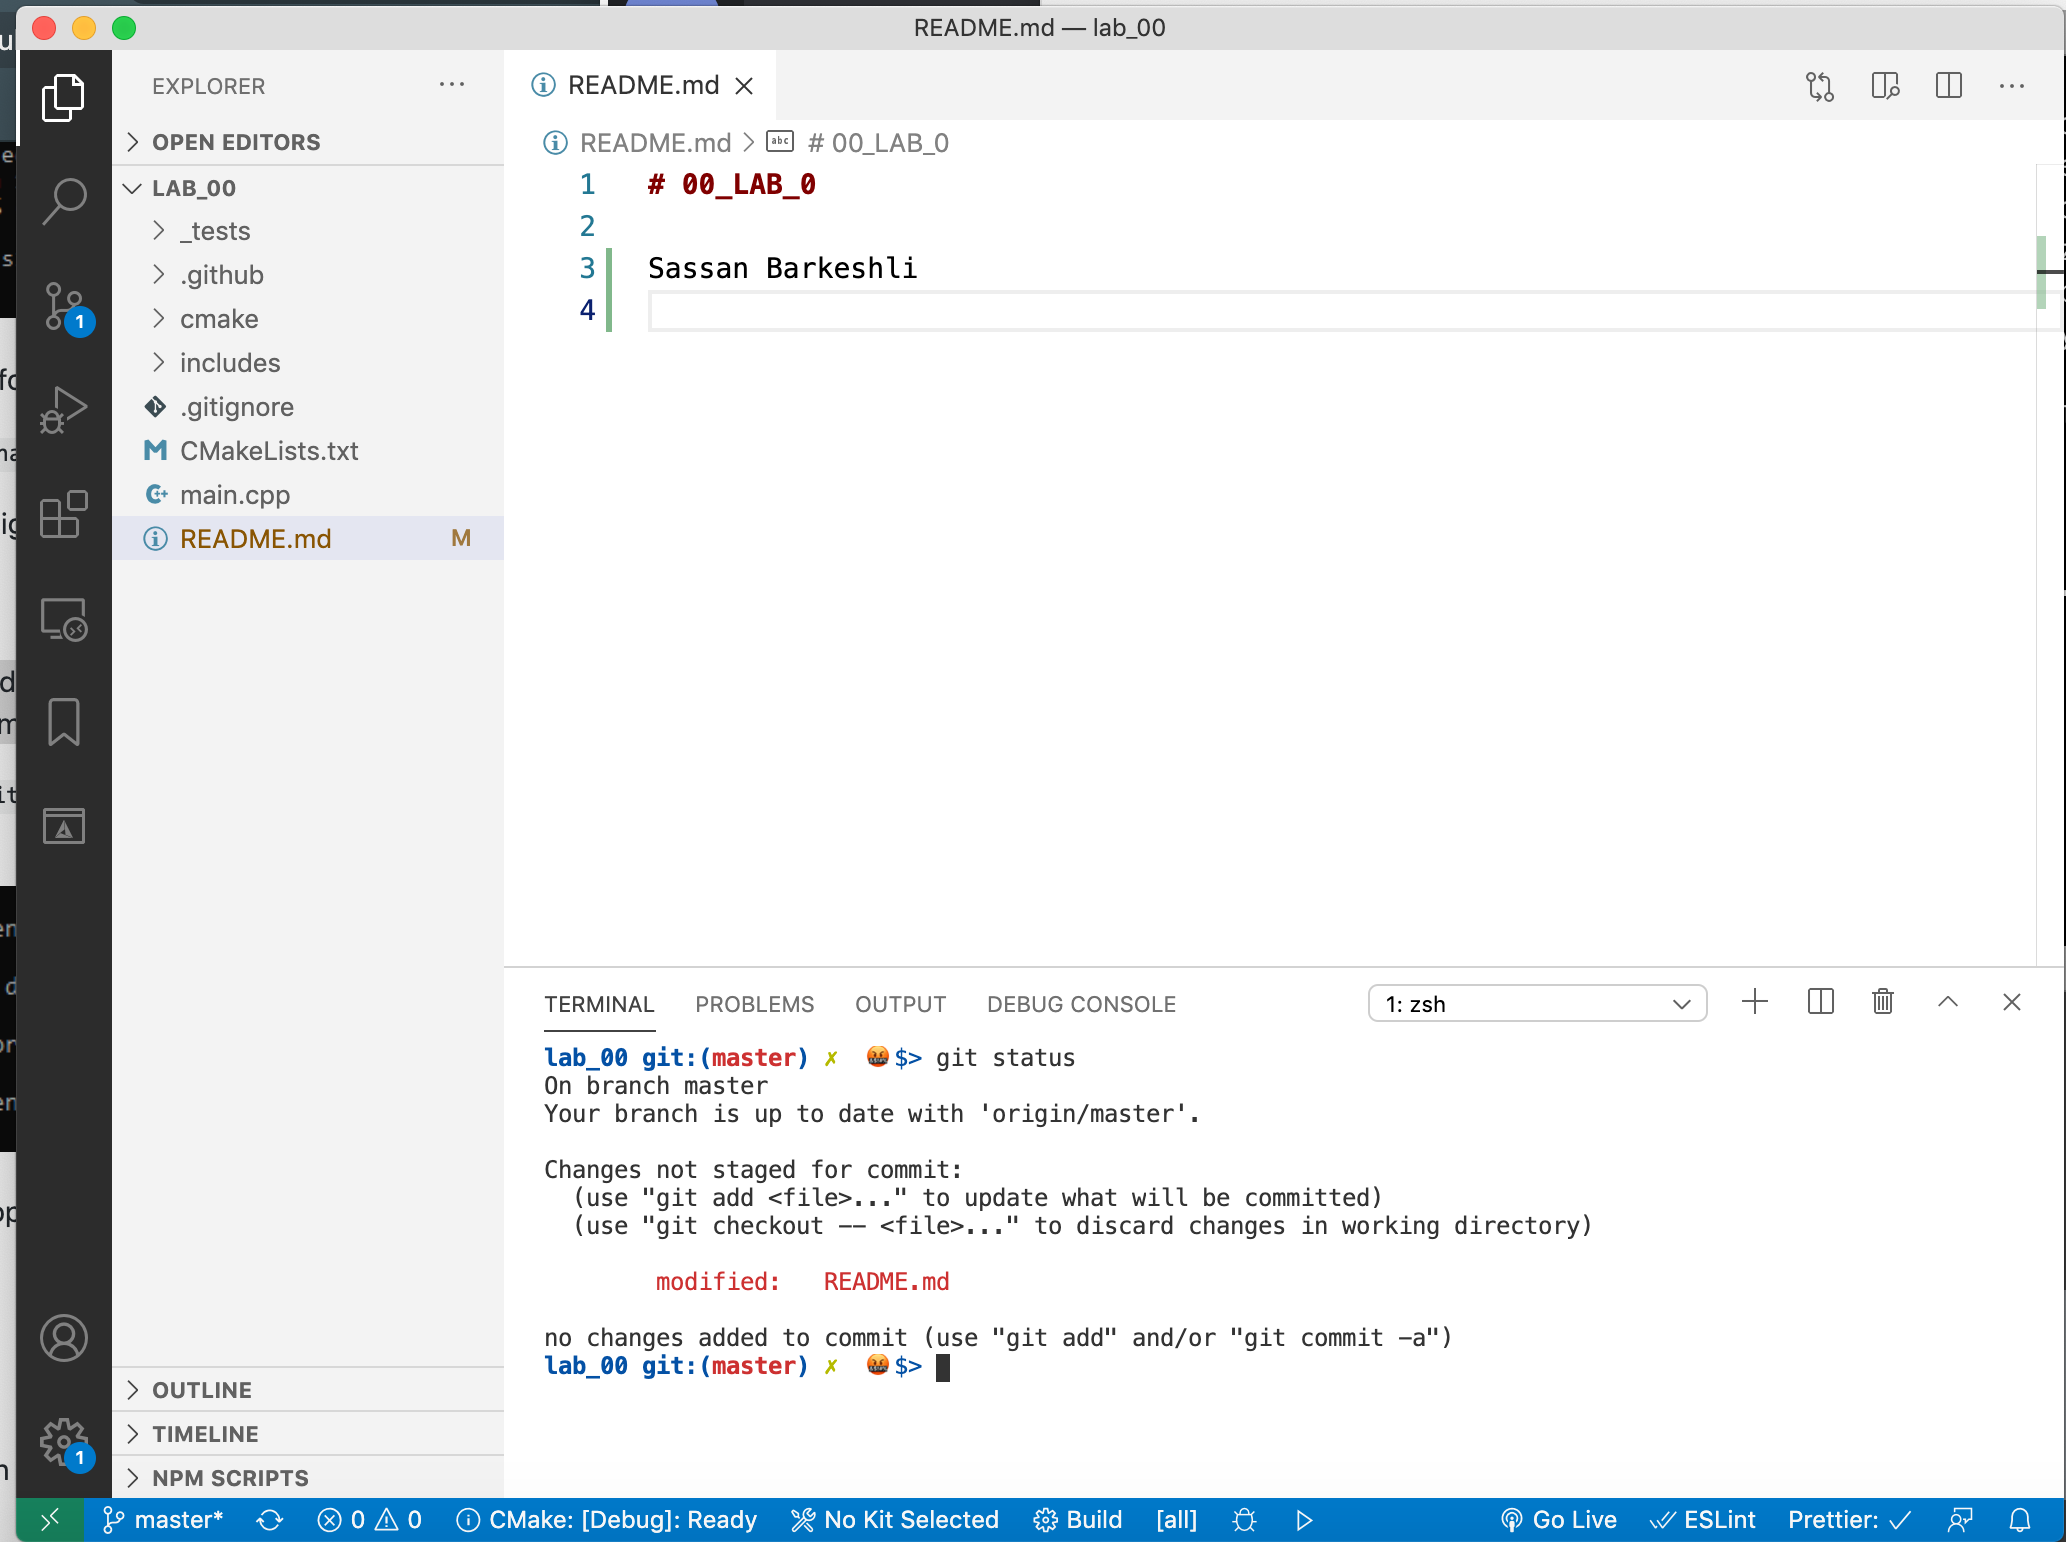 README.md — lab_00
EXPLORER
README.md
OPEN EDITORS
README.md > # 00_LAB_0
LAB_00
1 # 00_LAB_0
2
3 Sassan Barkeshli
4
_tests
.github
cmake
includes
.gitignore
CMakeLists.txt
main.cpp
README.md M
1
TERMINAL PROBLEMS OUTPUT DEBUG CONSOLE 1: zsh
lab_00 git:(master) ✗ 🤬$> git status
On branch master
Your branch is up to date with 'origin/master'.
Changes not staged for commit:
(use "git add <file>..." to update what will be committed)
(use "git checkout -- <file>..." to discard changes in working directory)
modified: README.md
no changes added to commit (use "git add" and/or "git commit -a")
lab_00 git:(master) ✗ 🤬$>
OUTLINE
TIMELINE
NPM SCRIPTS
1
master* 0 0 CMake: [Debug]: Ready No Kit Selected Build [all] Go Live ESLint Prettier: ✓